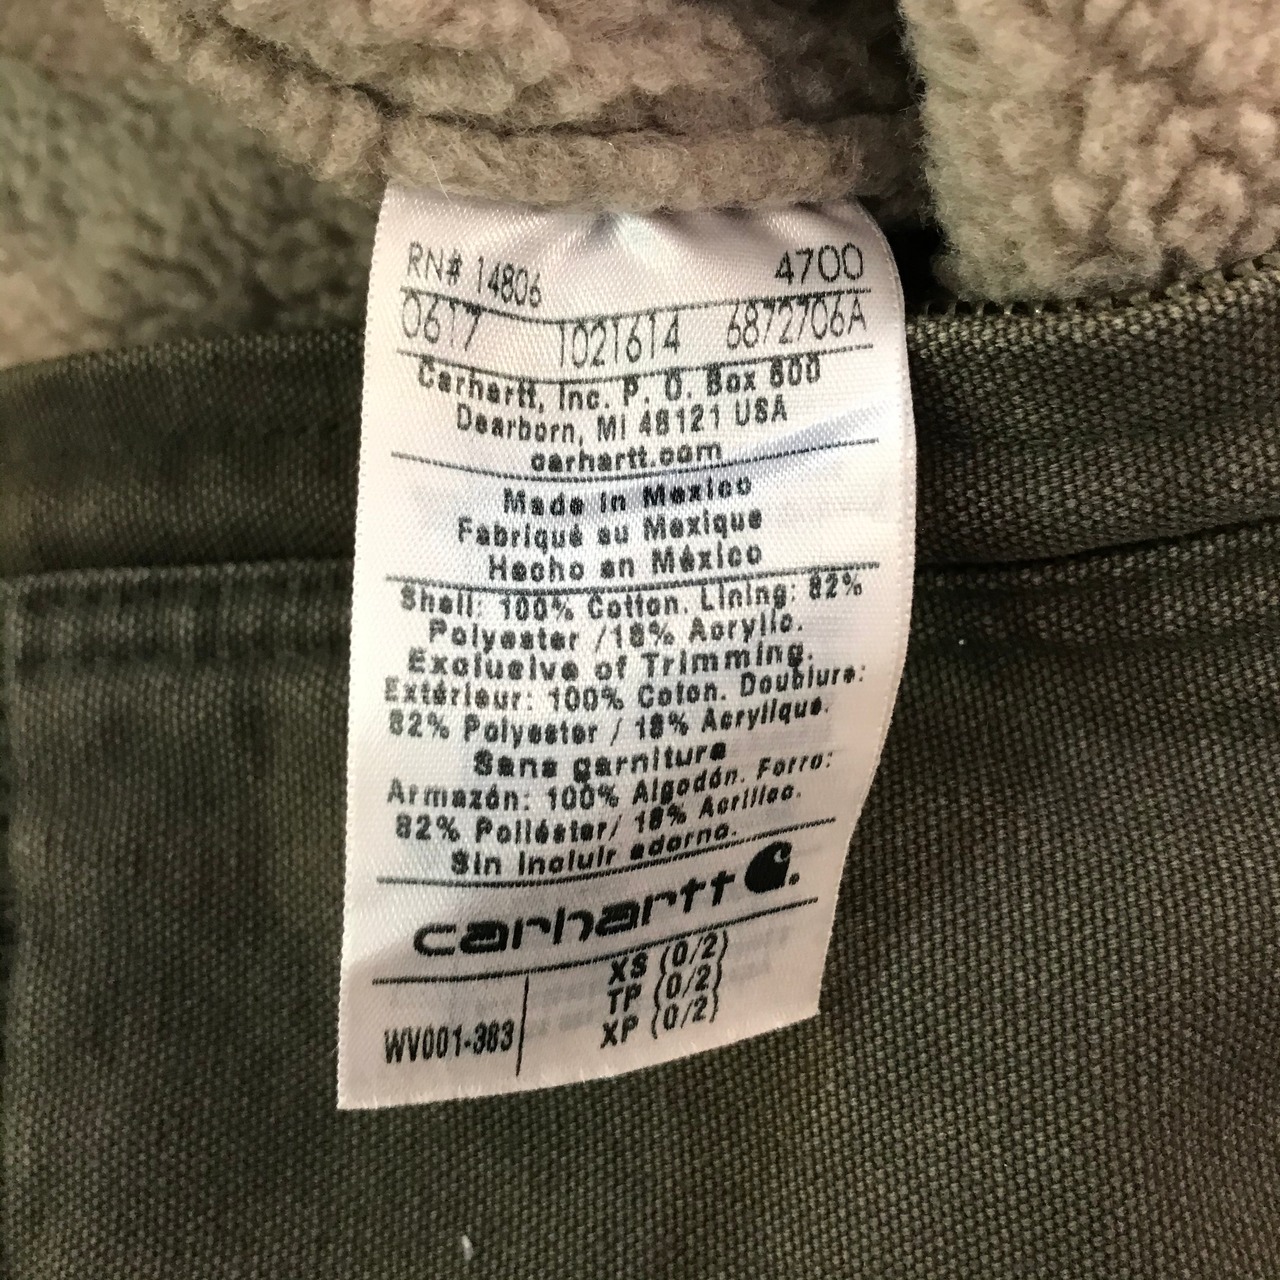 RN# 14806 4700
0617 1021614 6872706A
Carhartt, Inc. P. O. Box 600
Dearborn, MI 48121 USA
carhartt.com
Made in Mexico
Fabriqué au Mexique
Hecho en México
Shell: 100% Cotton. Lining: 82%
Polyester /18% Acrylic.
Exclusive of Trimming.
Extérieur: 100% Coton. Doublure:
82% Polyester / 18% Acrylique.
Sans garniture
Armazón: 100% Algodón. Forro:
82% Poliéster/ 18% Acrílico.
Sin incluir adorno.
carhartt
WV001-383
XS (0/2)
TP (0/2)
XP (0/2)